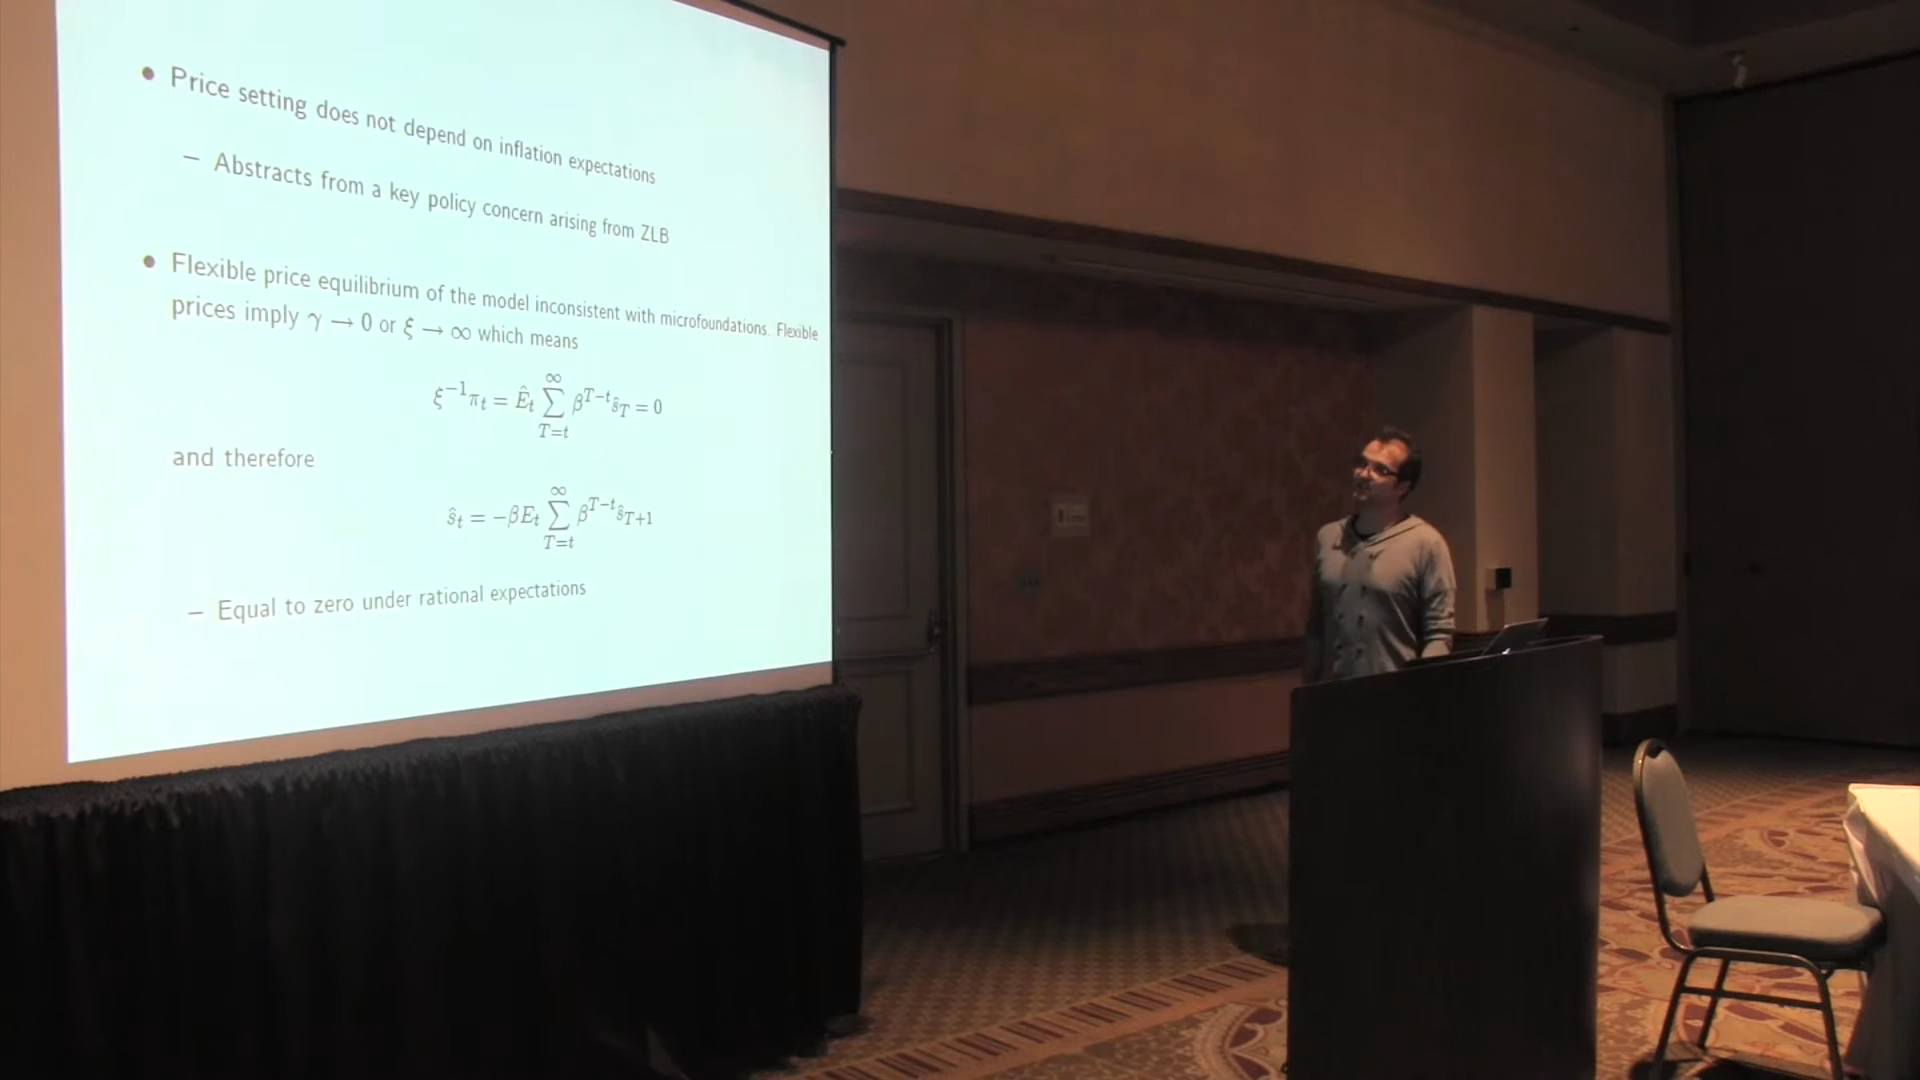 • Price setting does not depend on inflation expectations
– Abstracts from a key policy concern arising from ZLB
• Flexible price equilibrium of the model inconsistent with microfoundations. Flexible
prices imply γ → 0 or ξ → ∞ which means
ξ⁻¹π_t = Ê_t ∑_{T=t}^{∞} β^{T−t} ŝ_T = 0
and therefore
ŝ_t = −βE_t ∑_{T=t}^{∞} β^{T−t} ŝ_{T+1}
– Equal to zero under rational expectations